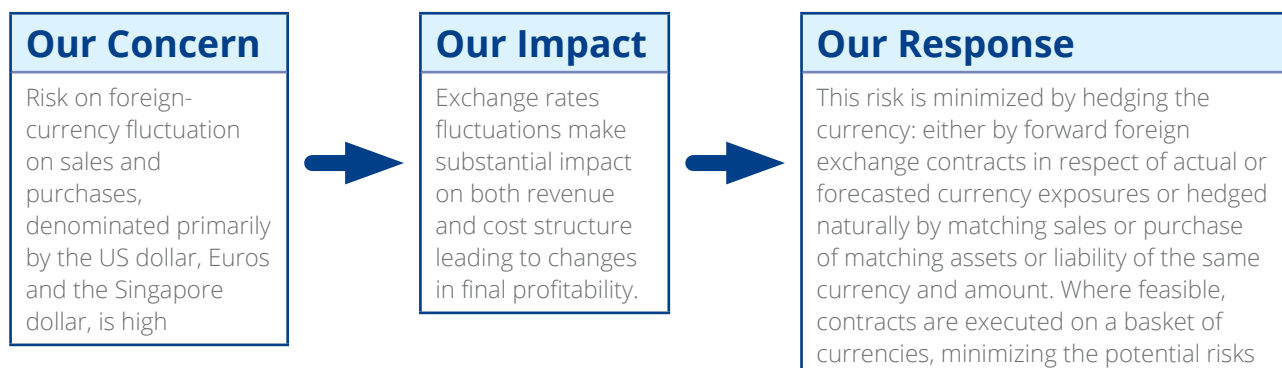 Our Concern
Risk on foreign-
currency fluctuation
on sales and
purchases,
denominated primarily
by the US dollar, Euros
and the Singapore
dollar, is high
Our Impact
Exchange rates
fluctuations make
substantial impact
on both revenue
and cost structure
leading to changes
in final profitability.
Our Response
This risk is minimized by hedging the
currency: either by forward foreign
exchange contracts in respect of actual or
forecasted currency exposures or hedged
naturally by matching sales or purchase
of matching assets or liability of the same
currency and amount. Where feasible,
contracts are executed on a basket of
currencies, minimizing the potential risks